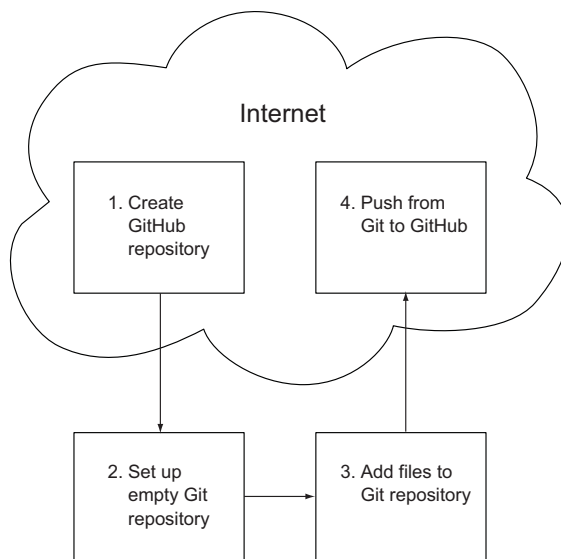 Internet
1. Create
GitHub
repository
4. Push from
Git to GitHub
2. Set up
empty Git
repository
3. Add files to
Git repository